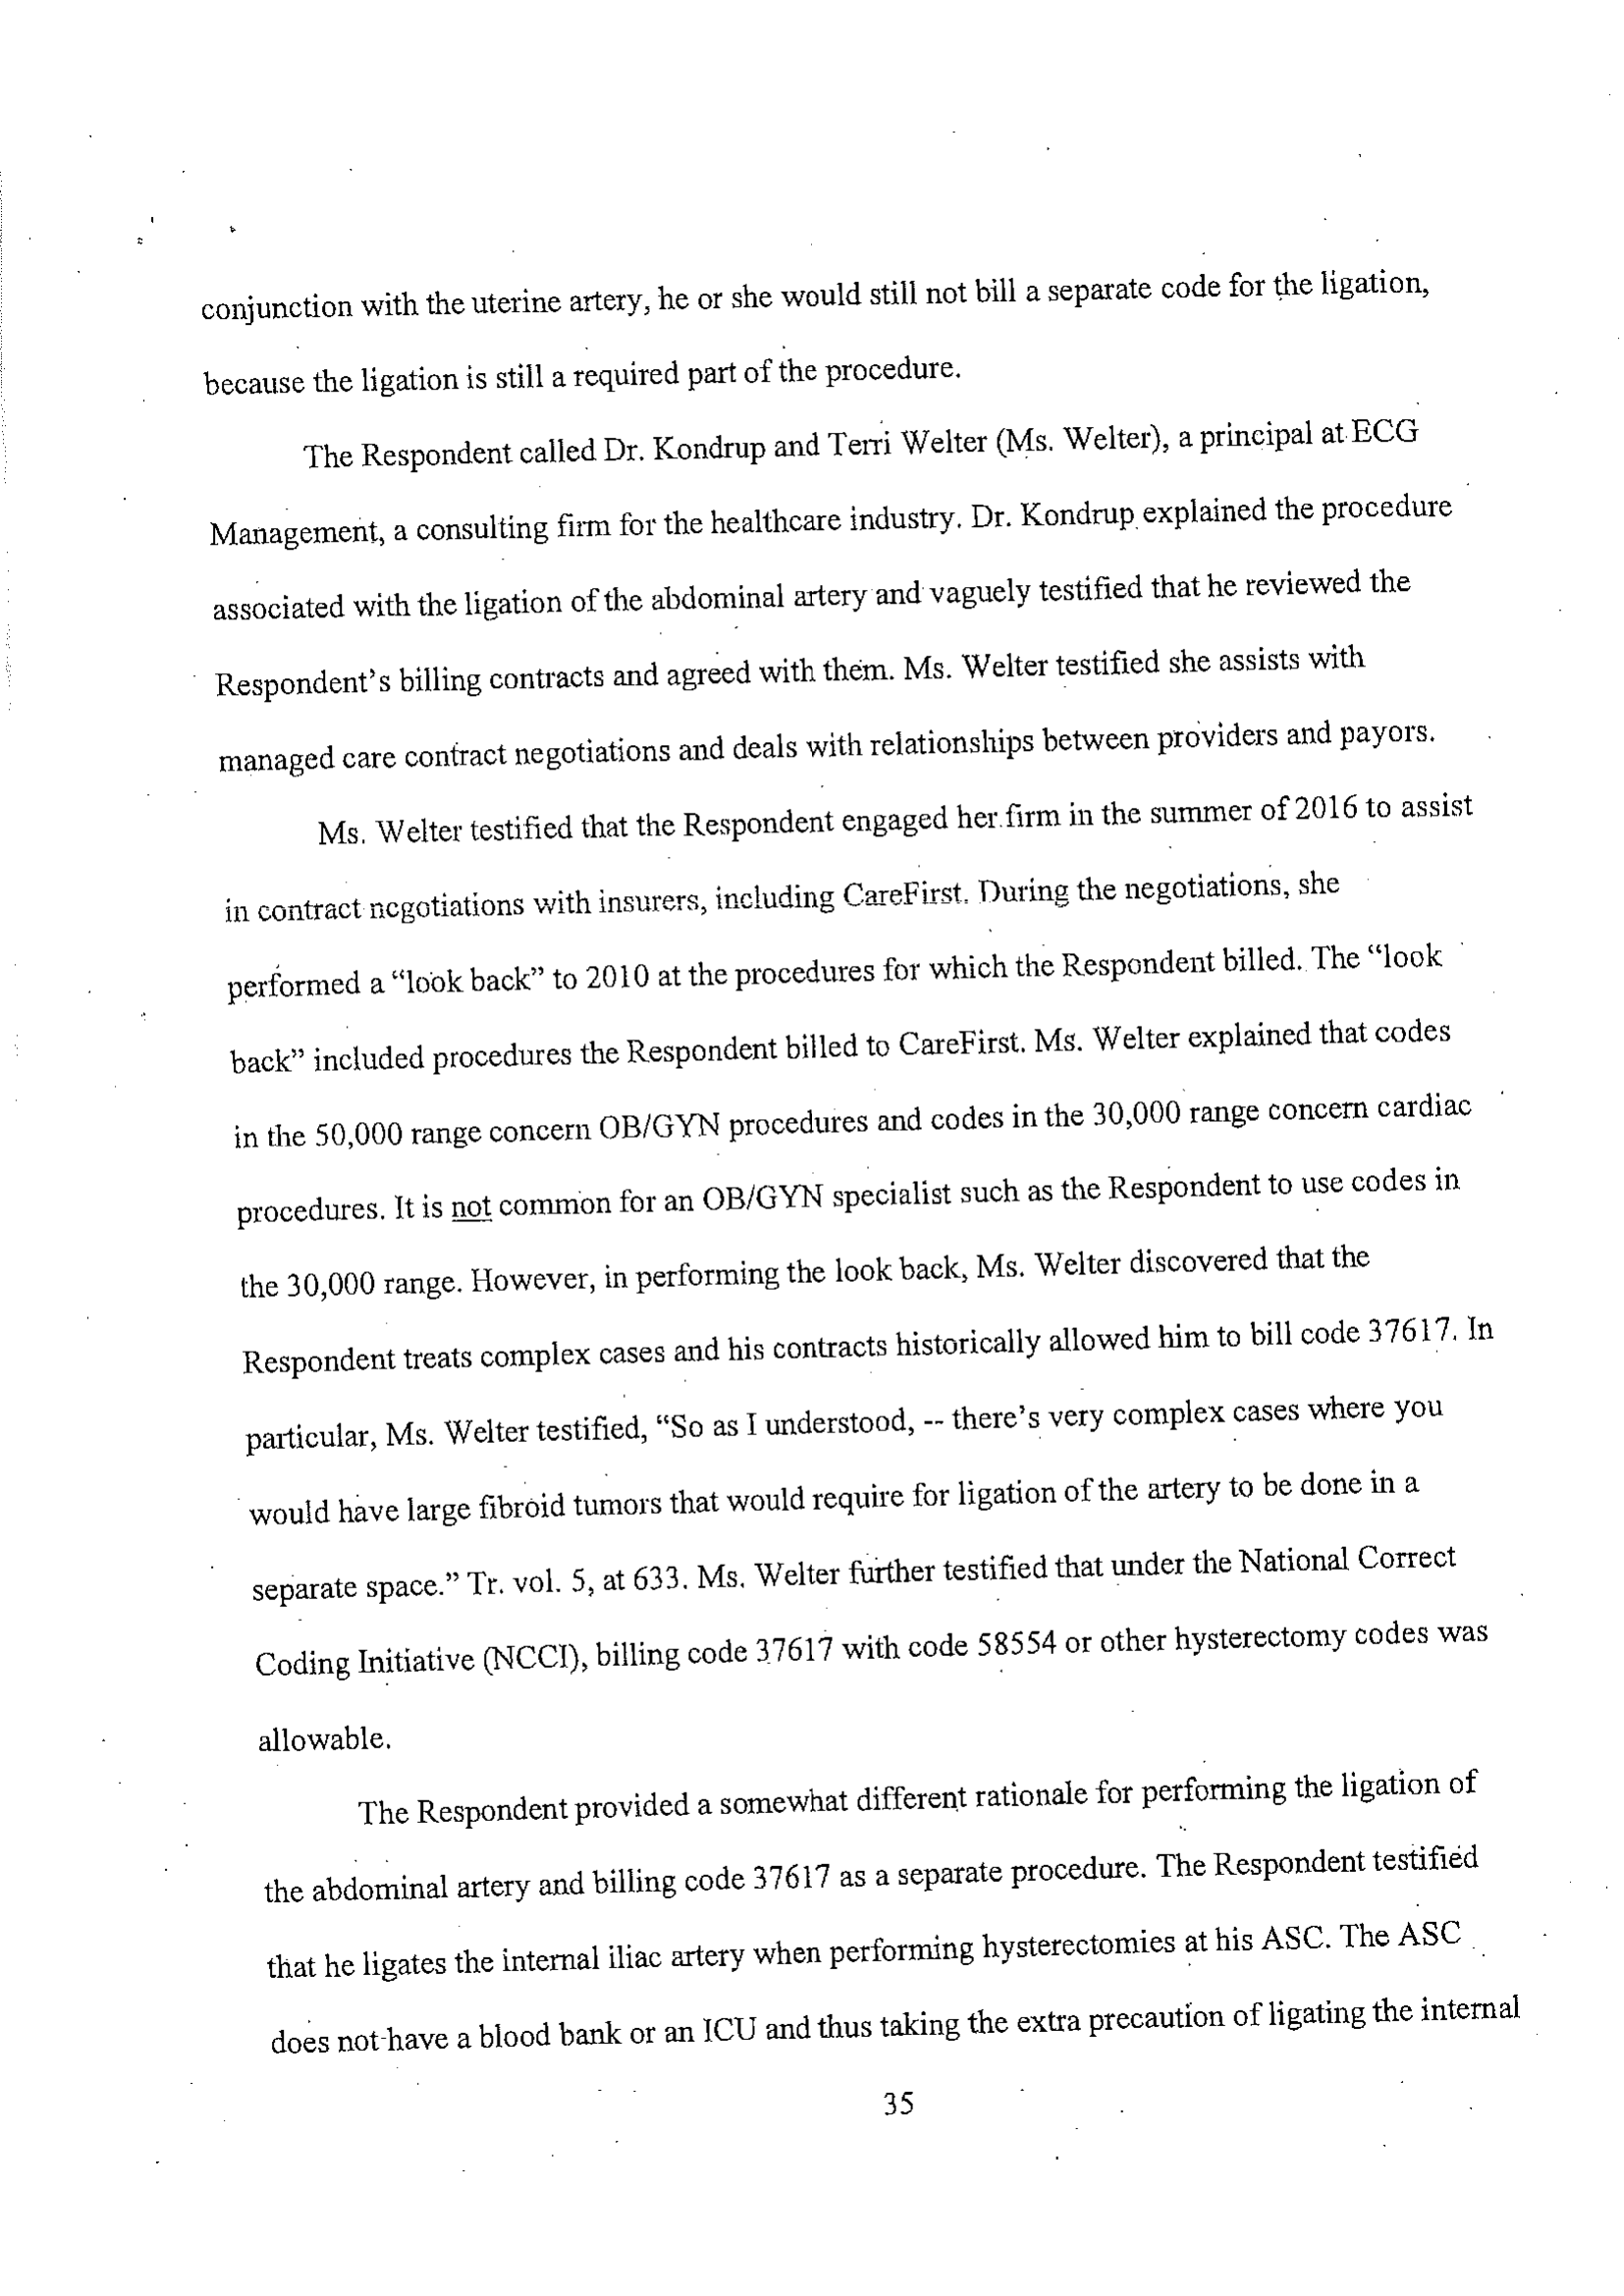 conjunction with the uterine artery, he or she would still not bill a separate code for the ligation,
because the ligation is still a required part of the procedure.
The Respondent called Dr. Kondrup and Terri Welter (Ms. Welter), a principal at ECG
Management, a consulting firm for the healthcare industry. Dr. Kondrup explained the procedure
associated with the ligation of the abdominal artery and vaguely testified that he reviewed the
Respondent's billing contracts and agreed with them. Ms. Welter testified she assists with
managed care contract negotiations and deals with relationships between providers and payors.
Ms. Welter testified that the Respondent engaged her firm in the summer of 2016 to assist
in contract negotiations with insurers, including CareFirst. During the negotiations, she
performed a “look back” to 2010 at the procedures for which the Respondent billed. The “look
back” included procedures the Respondent billed to CareFirst. Ms. Welter explained that codes
in the 50,000 range concern OB/GYN procedures and codes in the 30,000 range concern cardiac
procedures. It is not common for an OB/GYN specialist such as the Respondent to use codes in
the 30,000 range. However, in performing the look back, Ms. Welter discovered that the
Respondent treats complex cases and his contracts historically allowed him to bill code 37617. In
particular, Ms. Welter testified, “So as I understood, -- there's very complex cases where you
would have large fibroid tumors that would require for ligation of the artery to be done in a
separate space.” Tr. vol. 5, at 633. Ms. Welter further testified that under the National Correct
Coding Initiative (NCCI), billing code 37617 with code 58554 or other hysterectomy codes was
allowable.
The Respondent provided a somewhat different rationale for performing the ligation of
the abdominal artery and billing code 37617 as a separate procedure. The Respondent testified
that he ligates the internal iliac artery when performing hysterectomies at his ASC. The ASC
does not have a blood bank or an ICU and thus taking the extra precaution of ligating the internal
35